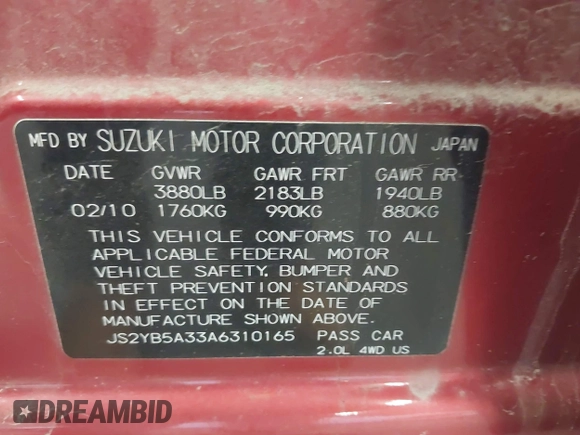 MFD BY SUZUKI MOTOR CORPORATION JAPAN
DATE GVWR GAWR FRT GAWR RR
3880LB 2183LB 1940LB
02/10 1760KG 990KG 880KG
THIS VEHICLE CONFORMS TO ALL
APPLICABLE FEDERAL MOTOR
VEHICLE SAFETY, BUMPER AND
THEFT PREVENTION STANDARDS
IN EFFECT ON THE DATE OF
MANUFACTURE SHOWN ABOVE.
JS2YB5A33A6310165 PASS CAR
2.0L 4WD US
DREAMBID